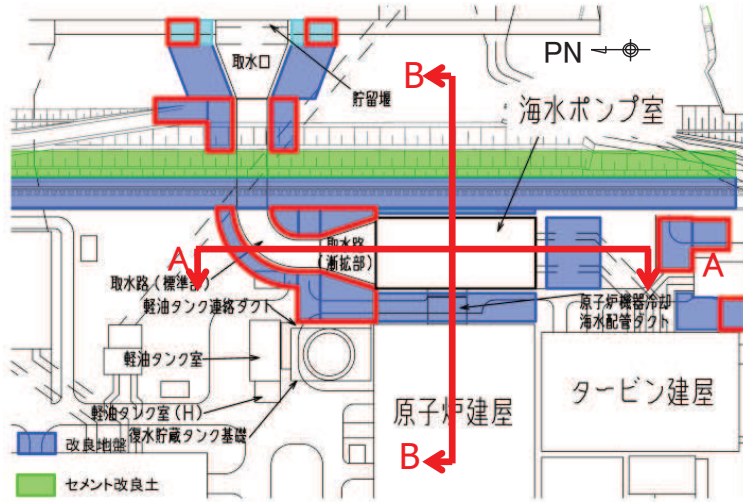 取水口
PN
B
貯留堰
海水ポンプ室
A
取水路
(漸拡部)
A
取水路(標準部)
軽油タンク連絡ダクト
原子炉機器冷却
海水配管ダクト
軽油タンク室
タービン建屋
原子炉建屋
軽油タンク室(H)
復水貯蔵タンク基礎
B
改良地盤
セメント改良土